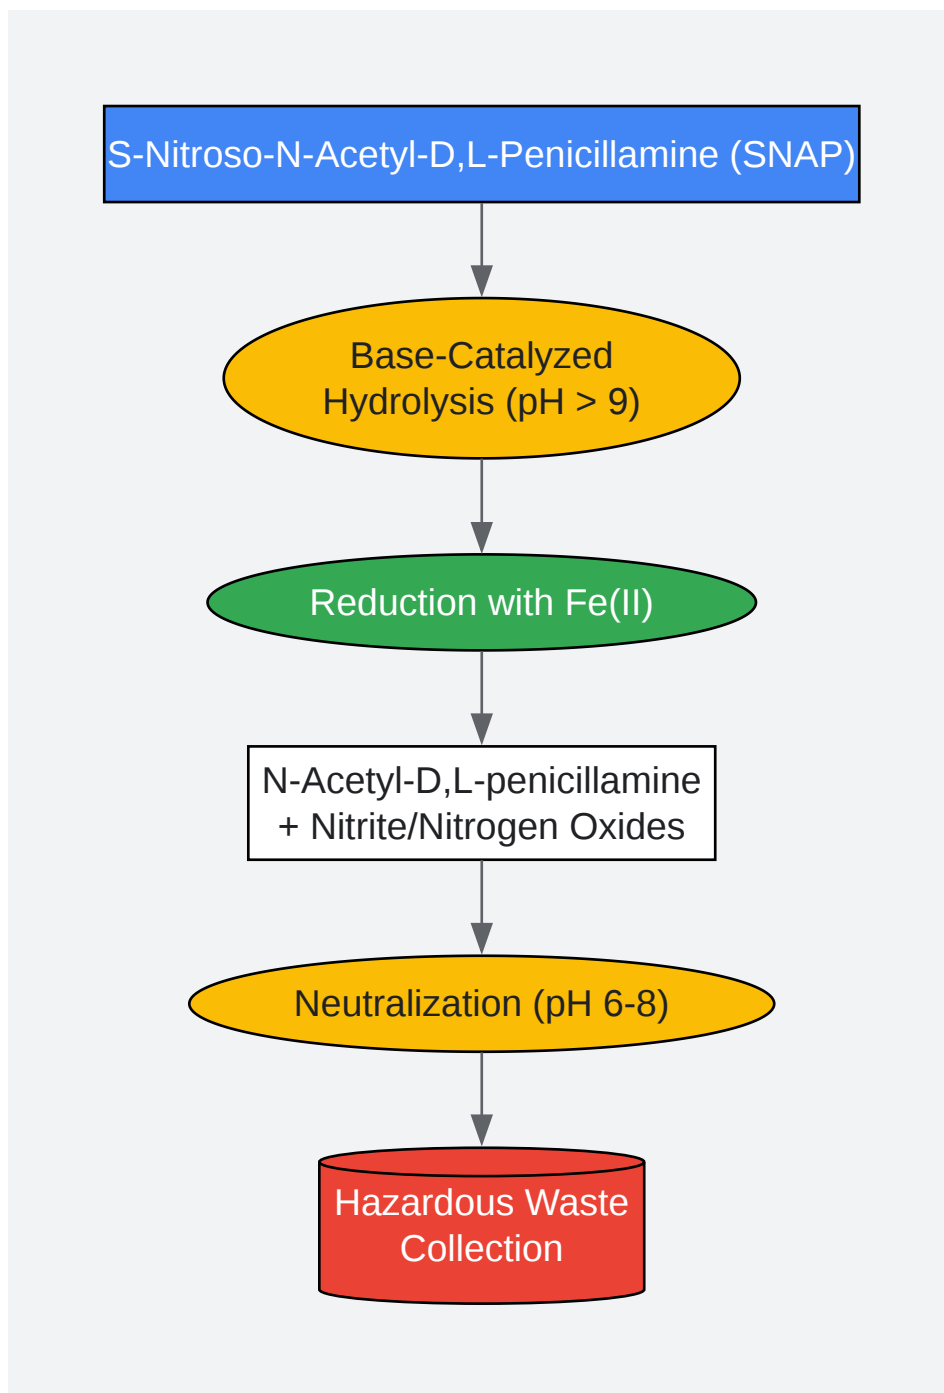 S-Nitroso-N-Acetyl-D,L-Penicillamine (SNAP)
Base-Catalyzed
Hydrolysis (pH > 9)
Reduction with Fe(II)
N-Acetyl-D,L-penicillamine
+ Nitrite/Nitrogen Oxides
Neutralization (pH 6-8)
Hazardous Waste
Collection